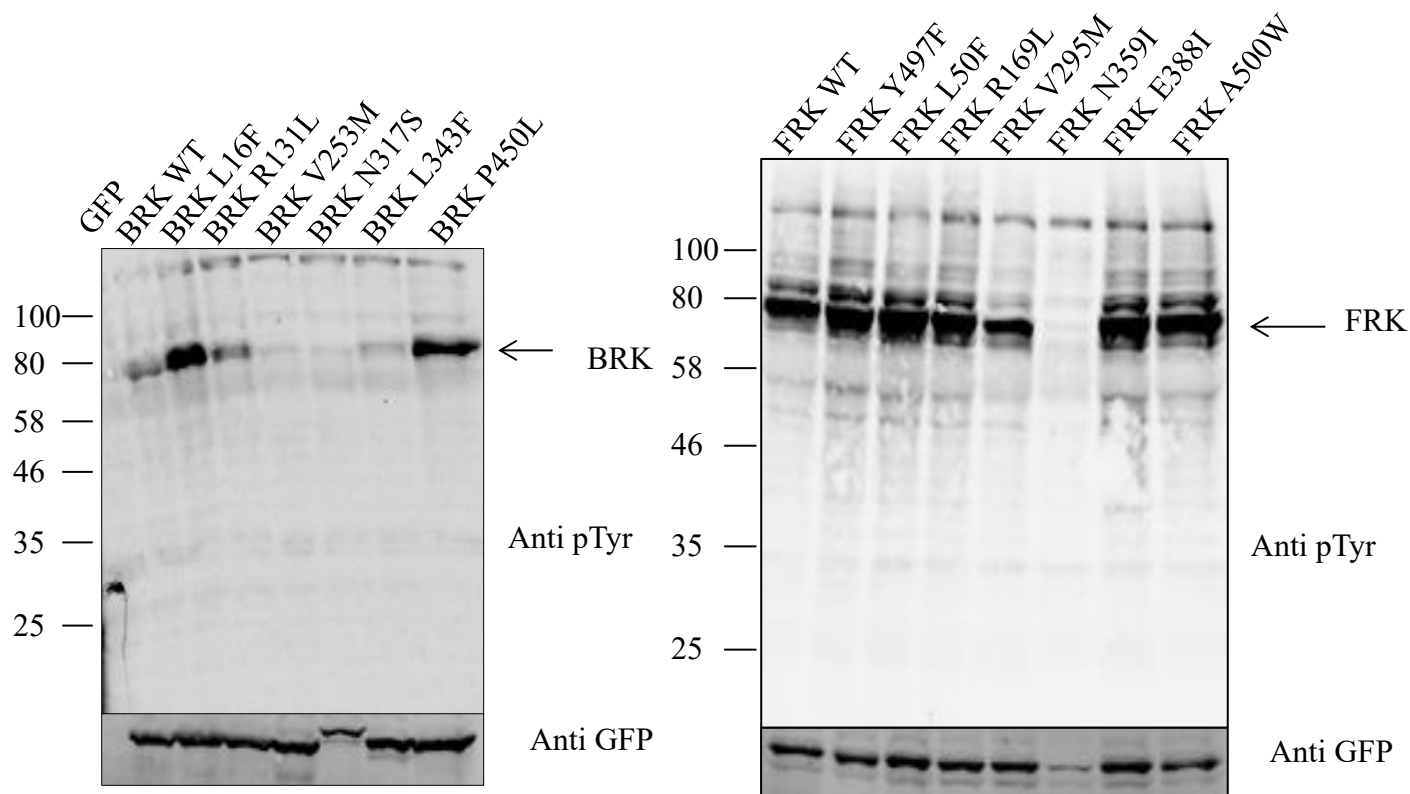 GFP
BRK WT
BRK L16F
BRK R131L
BRK V253M
BRK N317S
BRK L343F
BRK P450L
100
80
58
46
35
25
BRK
Anti pTyr
Anti GFP
FRK WT
FRK Y497F
FRK L50F
FRK R169L
FRK V295M
FRK N359I
FRK E388I
FRK A500W
100
80
58
46
35
25
FRK
Anti pTyr
Anti GFP